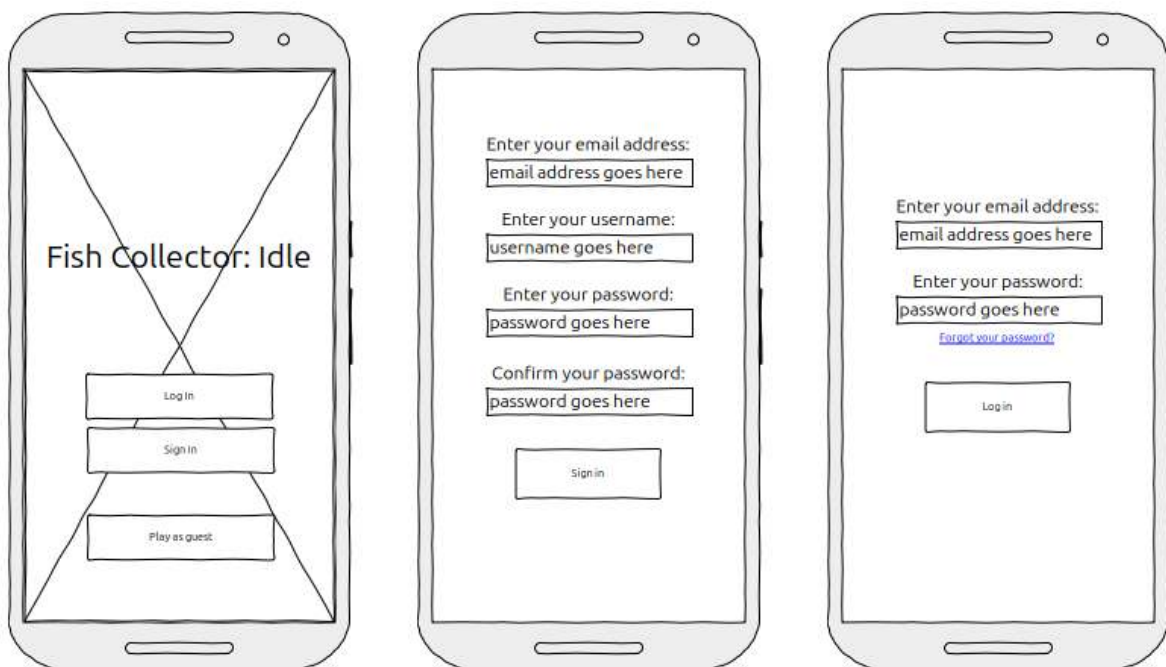 Fish Collector: Idle
Log In
Sign In
Play as guest
Enter your email address:
email address goes here
Enter your username:
username goes here
Enter your password:
password goes here
Confirm your password:
password goes here
Sign in
Enter your email address:
email address goes here
Enter your password:
password goes here
Forgot your password?
Log in